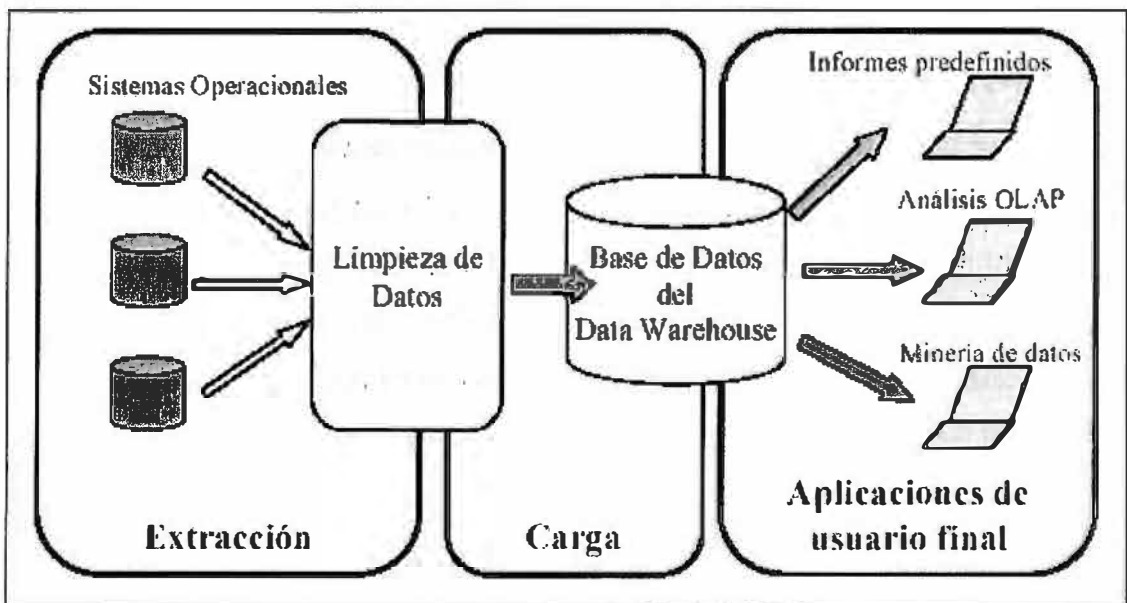 Sistemas Operacionales
Limpieza de
Datos
Extracción
Base de Datos
del
Data Warehouse
Carga
Informes predefinidos
Análisis OLAP
Mineria de datos
Aplicaciones de
usuario final